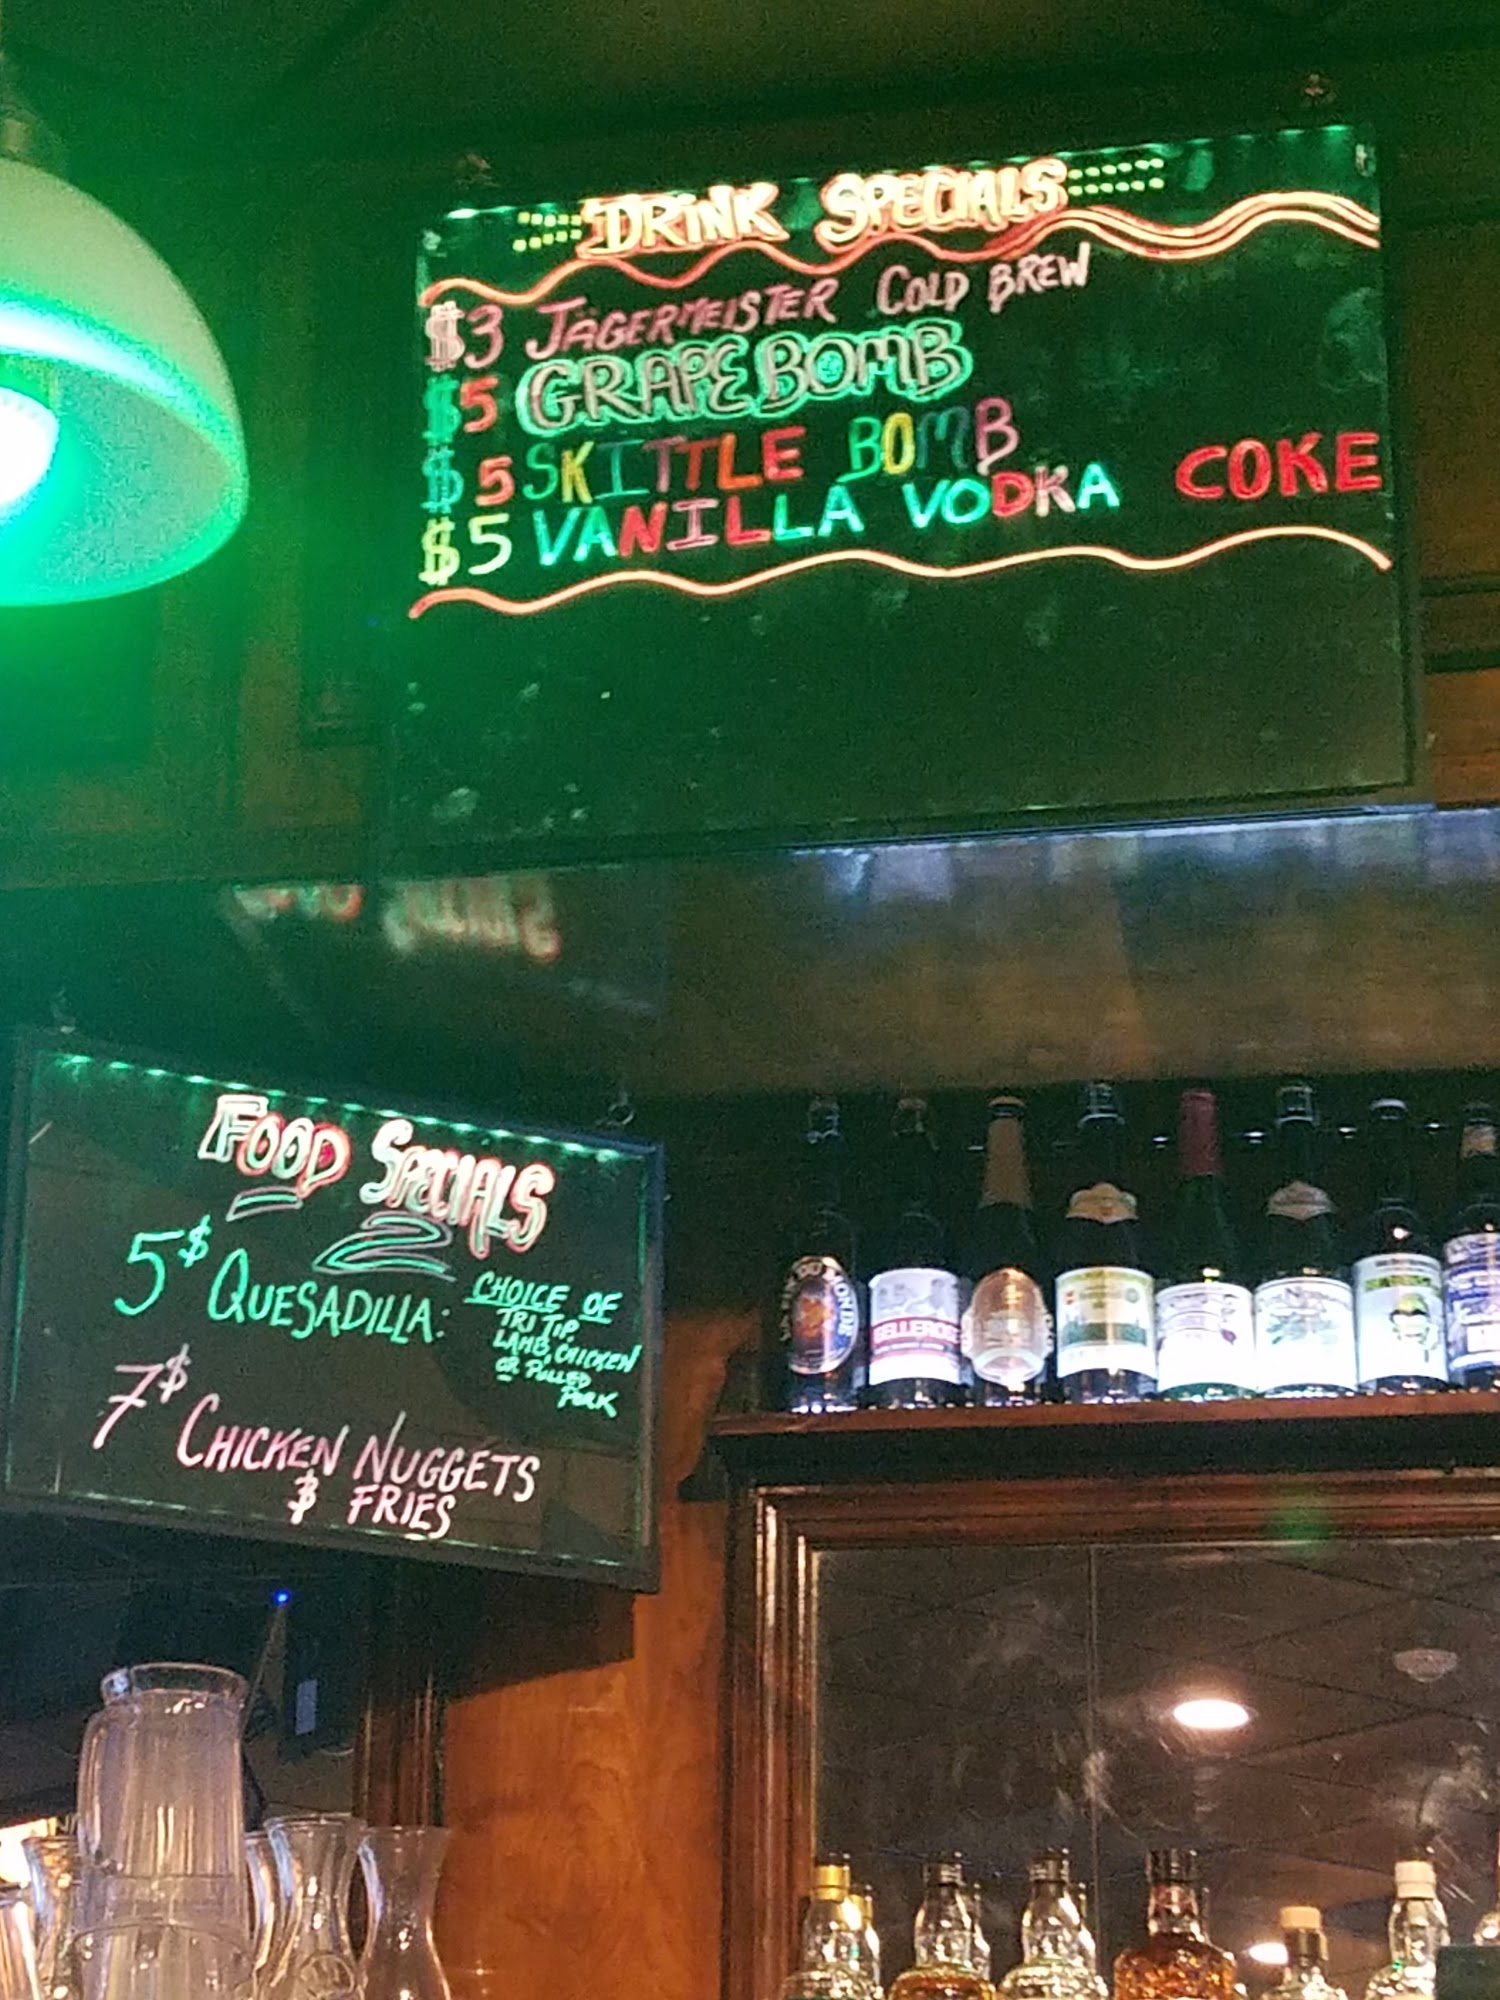 DRINK SPECIALS
$3 JÄGERMEISTER COLD BREW
$5 GRAPE BOMB
$5 SKITTLE BOMB
$5 VANILLA VODKA COKE
FOOD SPECIALS
5$ QUESADILLA: CHOICE OF
TRI TIP,
LAMB, CHICKEN
OR PULLED
PORK
7$ CHICKEN NUGGETS
& FRIES